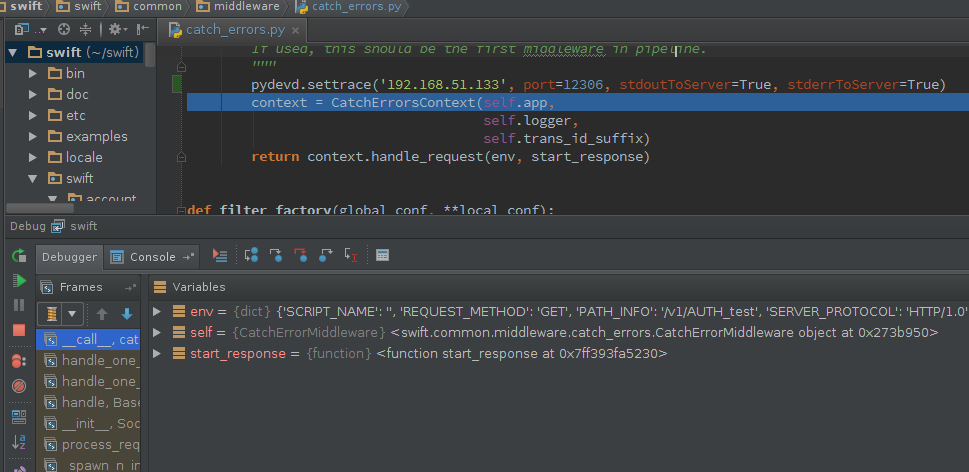 swift swift common middleware catch_errors.py
catch_errors.py
swift (~/swift)
bin
doc
etc
examples
locale
swift
account
If used, this should be the first middleware in pipeline.
"""
pydevd.settrace('192.168.51.133', port=12306, stdoutToServer=True, stderrToServer=True)
context = CatchErrorsContext(self.app,
self.logger,
self.trans_id_suffix)
return context.handle_request(env, start_response)
def filter_factory(global_conf, **local_conf):
Debug swift
Debugger Console
Frames
__call__, cat
handle_one_
handle_one_
handle, Base
__init__, Soc
process_req
_spawn_n_in
Variables
env = {dict} {'SCRIPT_NAME': '', 'REQUEST_METHOD': 'GET', 'PATH_INFO': '/v1/AUTH_test', 'SERVER_PROTOCOL': 'HTTP/1.0'
self = {CatchErrorMiddleware} <swift.common.middleware.catch_errors.CatchErrorMiddleware object at 0x273b950>
start_response = {function} <function start_response at 0x7ff393fa5230>